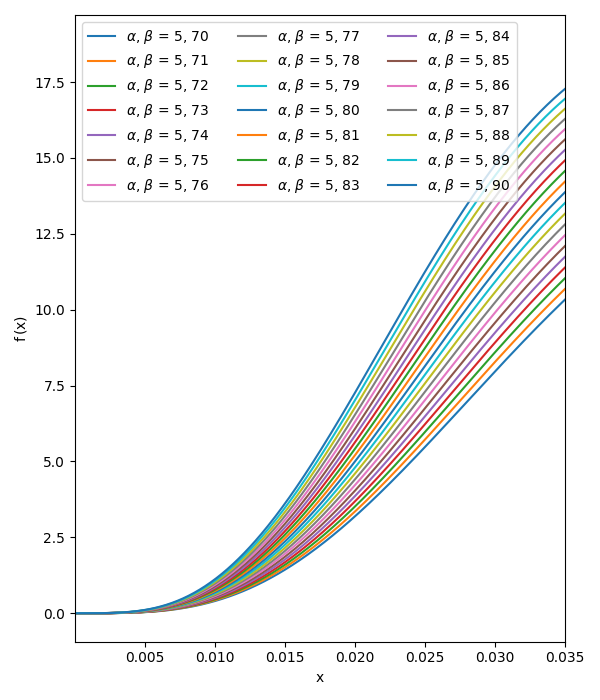 α, β = 5, 70
α, β = 5, 71
α, β = 5, 72
α, β = 5, 73
α, β = 5, 74
α, β = 5, 75
α, β = 5, 76
α, β = 5, 77
α, β = 5, 78
α, β = 5, 79
α, β = 5, 80
α, β = 5, 81
α, β = 5, 82
α, β = 5, 83
α, β = 5, 84
α, β = 5, 85
α, β = 5, 86
α, β = 5, 87
α, β = 5, 88
α, β = 5, 89
α, β = 5, 90
17.5
15.0
12.5
10.0
7.5
5.0
2.5
0.0
f (x)
0.005 0.010 0.015 0.020 0.025 0.030 0.035
x